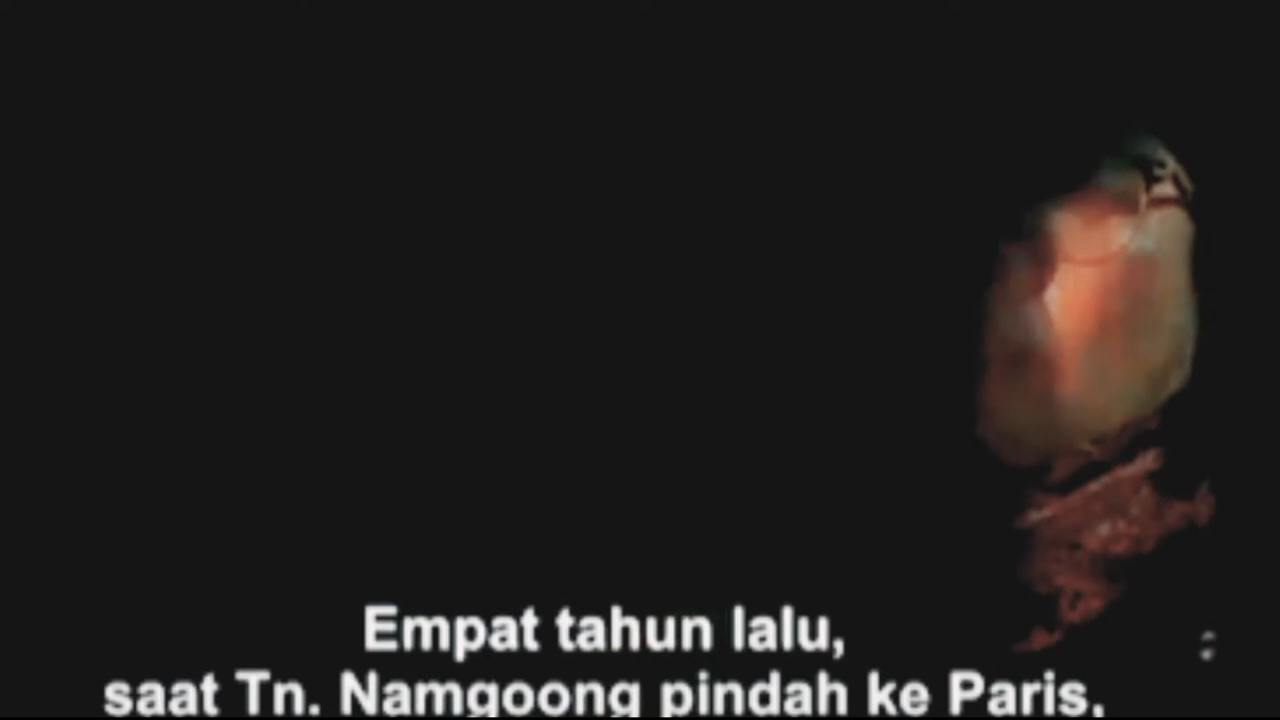 Empat tahun lalu,
saat Tn. Namgoong pindah ke Paris,